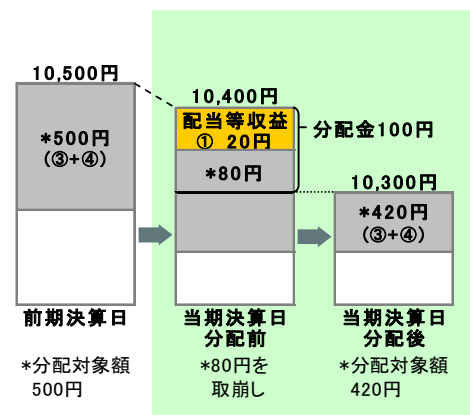 10,500円
*500円
(③+④)
前期決算日
*分配対象額
500円
10,400円
配当等収益
① 20円
*80円
分配金100円
当期決算日
分配前
*80円を
取崩し
10,300円
*420円
(③+④)
当期決算日
分配後
*分配対象額
420円